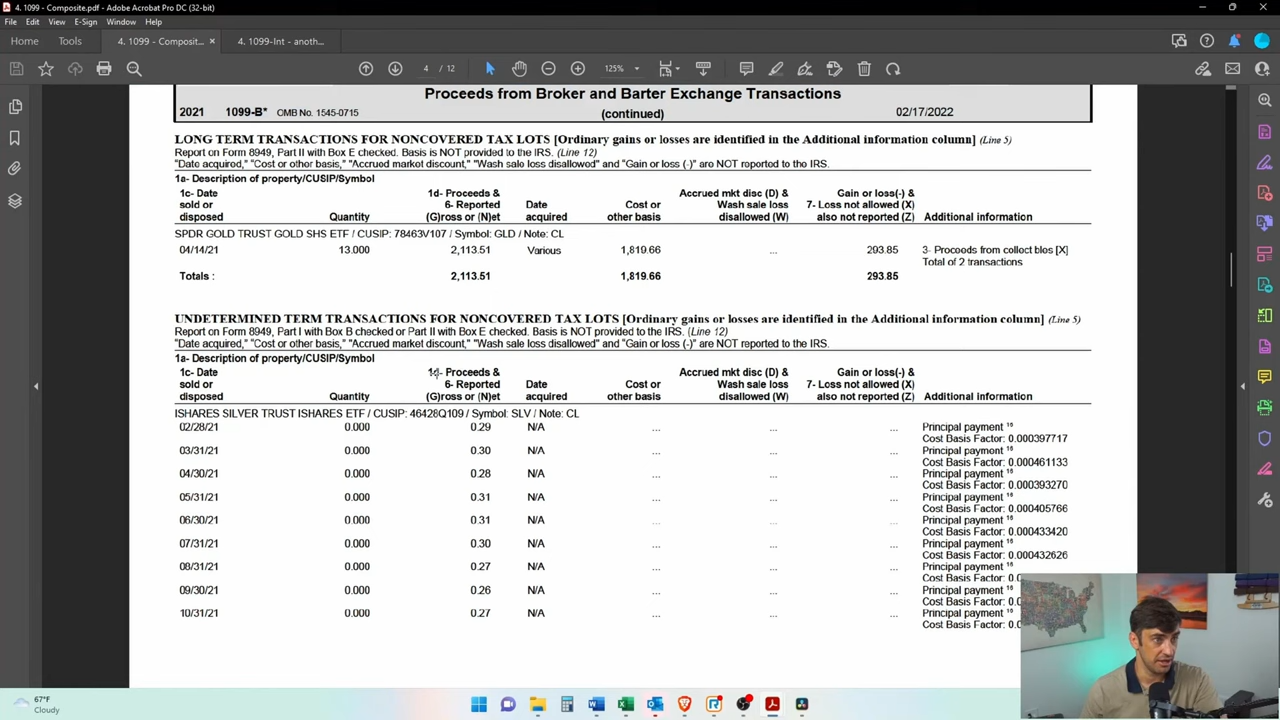 4. 1099 - Composite.pdf - Adobe Acrobat Pro DC (32-bit)
File Edit View E-Sign Window Help
Home Tools 4. 1099 - Composit... × 4. 1099-Int - anoth...
4 / 12 125%
Proceeds from Broker and Barter Exchange Transactions
2021 1099-B* OMB No. 1545-0715 (continued) 02/17/2022
LONG TERM TRANSACTIONS FOR NONCOVERED TAX LOTS [Ordinary gains or losses are identified in the Additional information column] (Line 5)
Report on Form 8949, Part II with Box E checked. Basis is NOT provided to the IRS. (Line 12)
"Date acquired," "Cost or other basis," "Accrued market discount," "Wash sale loss disallowed" and "Gain or loss (-)" are NOT reported to the IRS.
1a- Description of property/CUSIP/Symbol
1c- Date 1d- Proceeds & Accrued mkt disc (D) & Gain or loss(-) &
sold or 6- Reported Date Cost or Wash sale loss 7- Loss not allowed (X)
disposed Quantity (G)ross or (N)et acquired other basis disallowed (W) also not reported (Z) Additional information
SPDR GOLD TRUST GOLD SHS ETF / CUSIP: 78463V107 / Symbol: GLD / Note: CL
04/14/21 13.000 2,113.51 Various 1,819.66 ... 293.85 3- Proceeds from collect bles [X]
Total of 2 transactions
Totals : 2,113.51 1,819.66 293.85
UNDETERMINED TERM TRANSACTIONS FOR NONCOVERED TAX LOTS [Ordinary gains or losses are identified in the Additional information column] (Line 5)
Report on Form 8949, Part I with Box B checked or Part II with Box E checked. Basis is NOT provided to the IRS. (Line 12)
"Date acquired," "Cost or other basis," "Accrued market discount," "Wash sale loss disallowed" and "Gain or loss (-)" are NOT reported to the IRS.
1a- Description of property/CUSIP/Symbol
1c- Date 1d- Proceeds & Accrued mkt disc (D) & Gain or loss(-) &
sold or 6- Reported Date Cost or Wash sale loss 7- Loss not allowed (X)
disposed Quantity (G)ross or (N)et acquired other basis disallowed (W) also not reported (Z) Additional information
ISHARES SILVER TRUST ISHARES ETF / CUSIP: 46428Q109 / Symbol: SLV / Note: CL
02/28/21 0.000 0.29 N/A ... ... ... Principal payment 16
Cost Basis Factor: 0.000397717
03/31/21 0.000 0.30 N/A ... ... ... Principal payment 16
Cost Basis Factor: 0.000461133
04/30/21 0.000 0.28 N/A ... ... ... Principal payment 16
Cost Basis Factor: 0.000393270
05/31/21 0.000 0.31 N/A ... ... ... Principal payment 16
Cost Basis Factor: 0.000405766
06/30/21 0.000 0.31 N/A ... ... ... Principal payment 16
Cost Basis Factor: 0.000433420
07/31/21 0.000 0.30 N/A ... ... ... Principal payment 16
Cost Basis Factor: 0.000432626
08/31/21 0.000 0.27 N/A ... ... ... Principal payment 16
Cost Basis Factor: 0.0
09/30/21 0.000 0.26 N/A ... ... ... Principal payment 16
Cost Basis Factor: 0.0
10/31/21 0.000 0.27 N/A ... ... ... Principal payment 16
Cost Basis Factor: 0.0
67°F
Cloudy